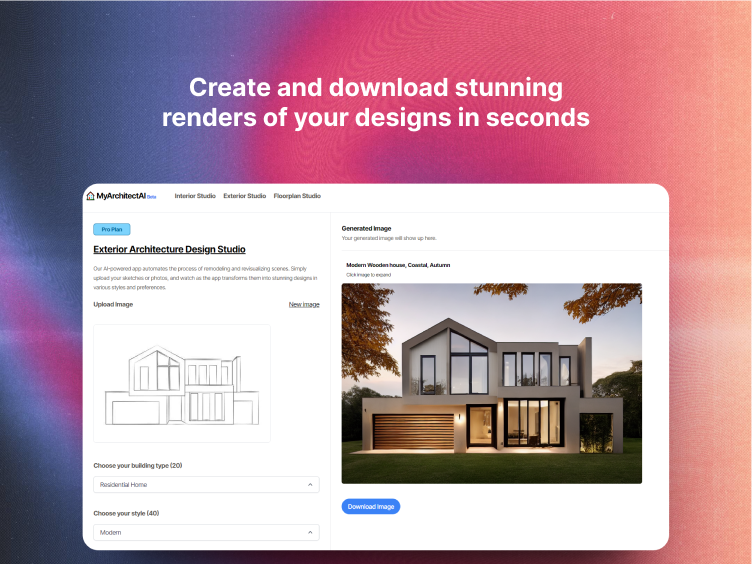 Create and download stunning
renders of your designs in seconds
MyArchitectAI Beta
Interior Studio Exterior Studio Floorplan Studio
Pro Plan
Exterior Architecture Design Studio
Our AI-powered app automates the process of remodeling and revisualizing scenes. Simply
upload your sketches or photos, and watch as the app transforms them into stunning designs in
various styles and preferences.
Upload Image
New image
Choose your building type (20)
Residential Home
Choose your style (40)
Modern
Generated Image
Your generated image will show up here.
Modern Wooden house, Coastal, Autumn
Click image to expand
Download Image